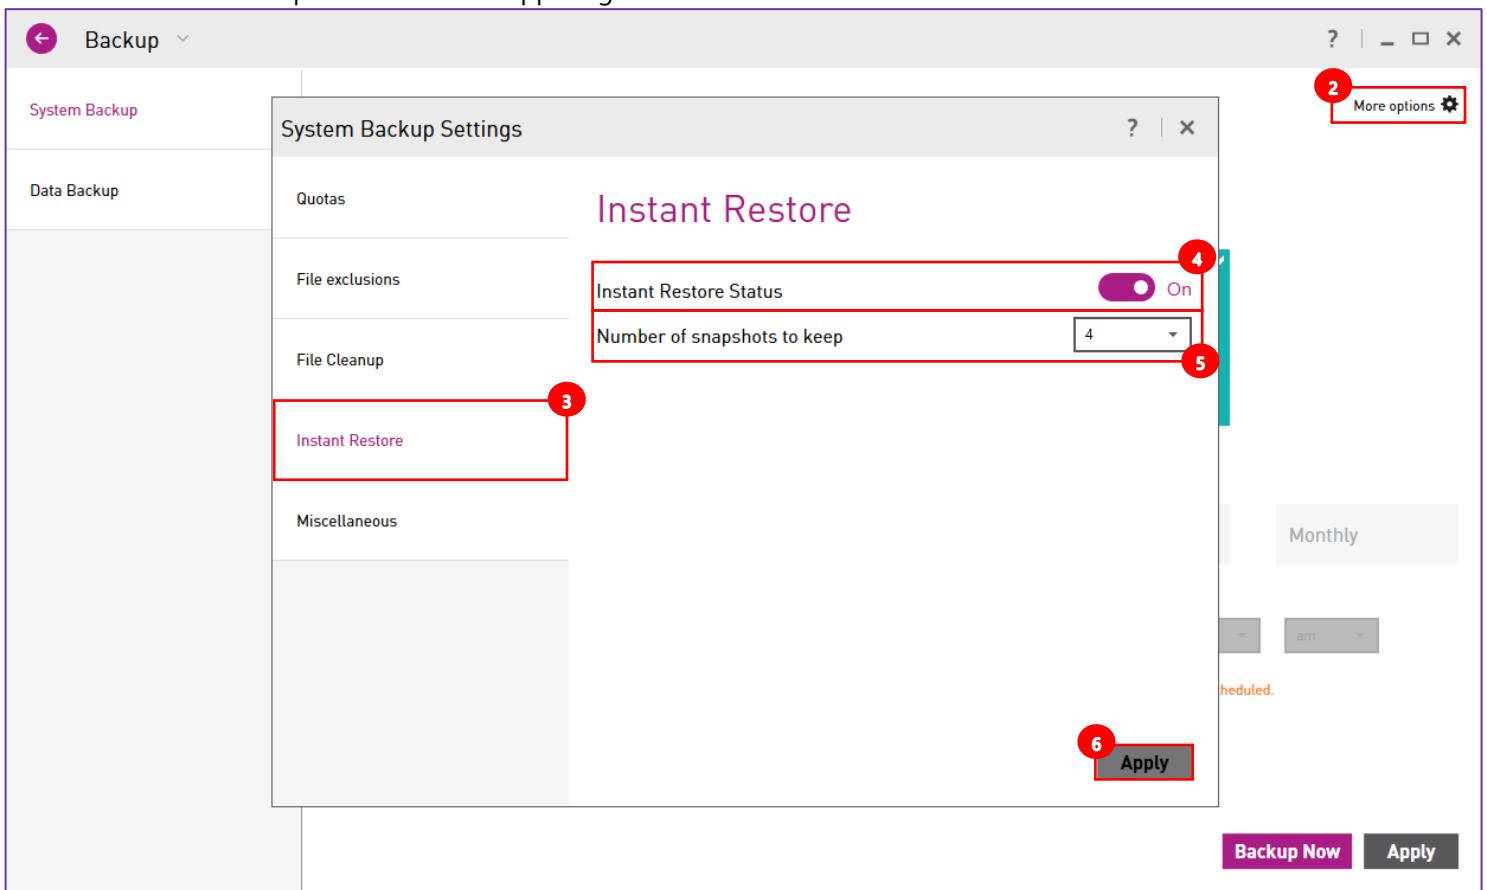 Backup
?
System Backup
2
More options
System Backup Settings
?
Data Backup
Quotas
Instant Restore
File exclusions
4
Instant Restore Status
On
Number of snapshots to keep
4
5
File Cleanup
3
Instant Restore
Miscellaneous
Monthly
am
heduled.
6
Apply
Backup Now
Apply